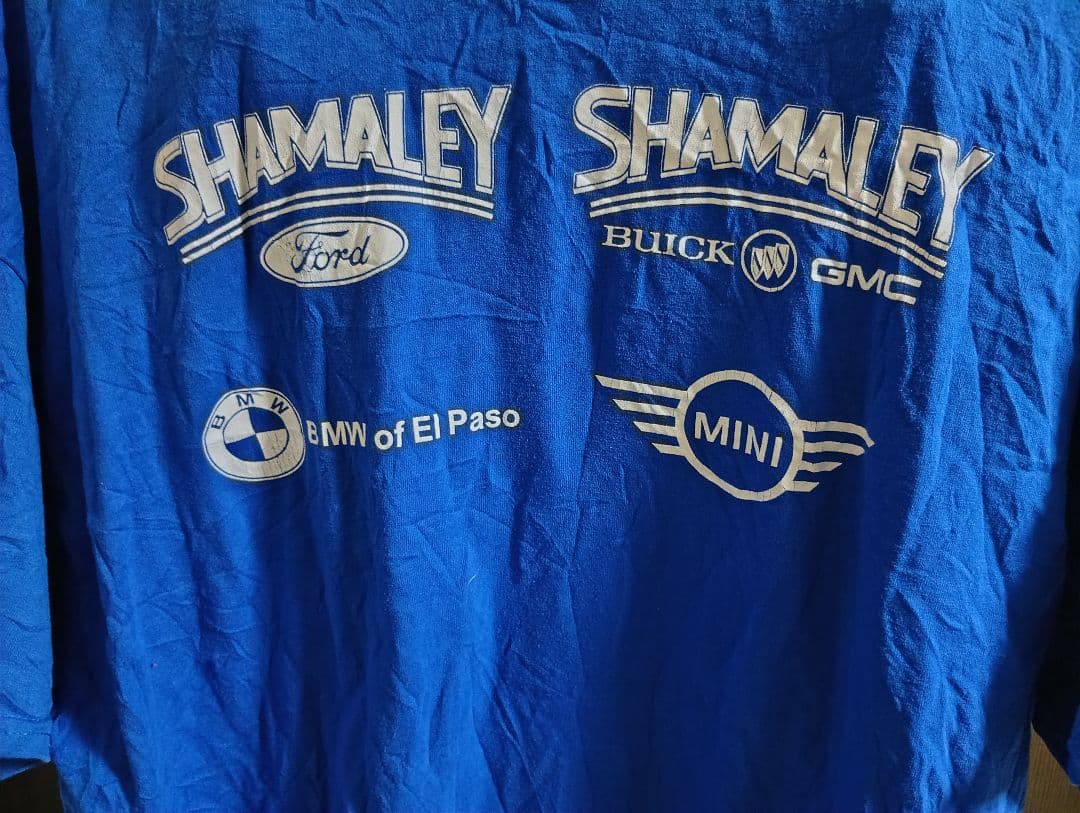 SHAMALEY
Ford
SHAMALEY
BUICK GMC
BMW BMW of El Paso
MINI